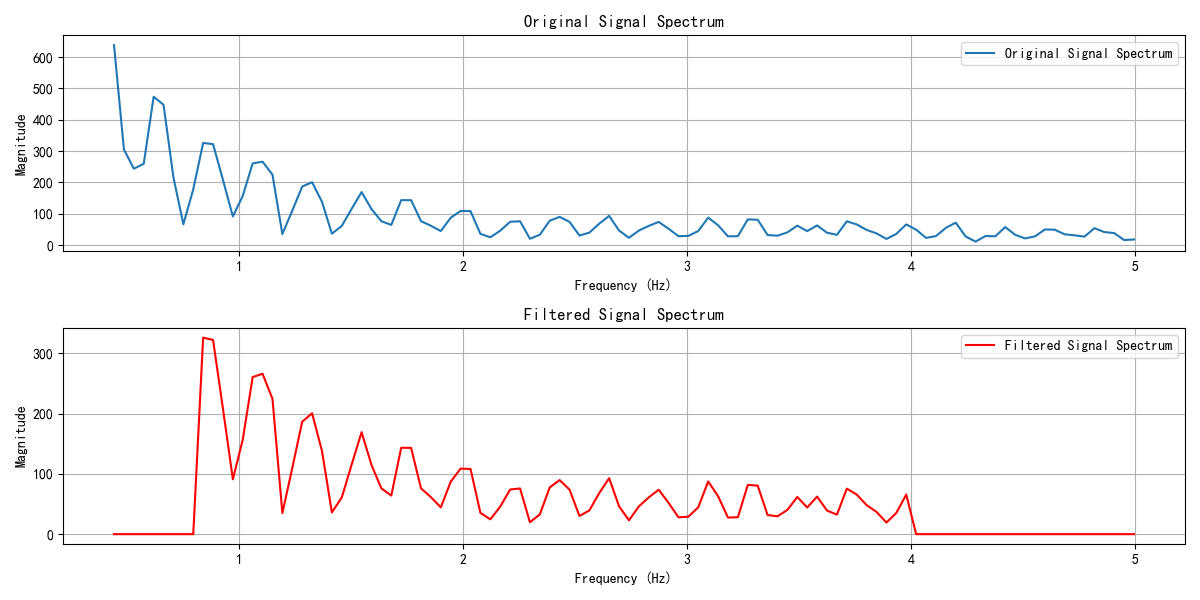 Original Signal Spectrum
Original Signal Spectrum
Magnitude
600
500
400
300
200
100
0
1 2 3 4 5
Frequency (Hz)
Filtered Signal Spectrum
Filtered Signal Spectrum
Magnitude
300
200
100
0
1 2 3 4 5
Frequency (Hz)